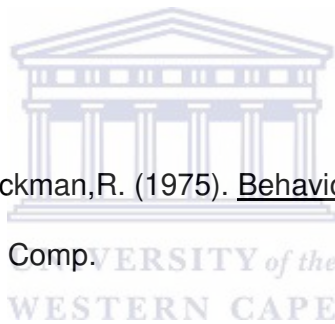 ckman,R. (1975). Behavio
Comp.
UNIVERSITY of the
WESTERN CAPE